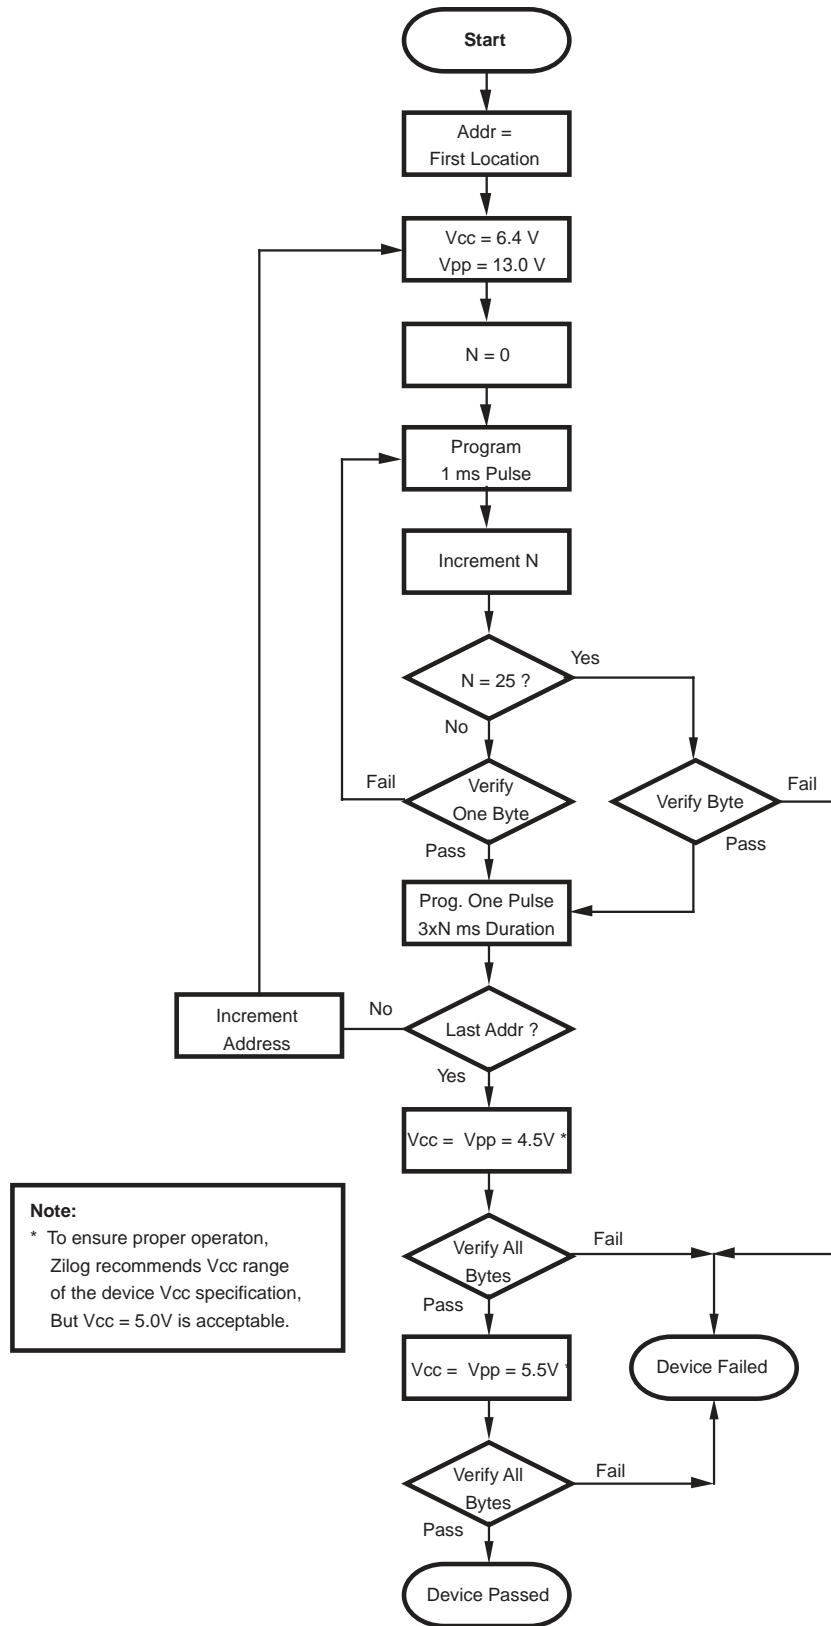 Start
Addr =
First Location
Vcc = 6.4 V
Vpp = 13.0 V
N = 0
Program
1 ms Pulse
Increment N
N = 25 ?
Yes
No
Verify
One Byte
Fail
Pass
Verify Byte
Fail
Pass
Prog. One Pulse
3xN ms Duration
Last Addr ?
No
Increment
Address
Yes
Vcc = Vpp = 4.5V *
Verify All
Bytes
Fail
Pass
Note:
* To ensure proper operaton,
Zilog recommends Vcc range
of the device Vcc specification,
But Vcc = 5.0V is acceptable.
Vcc = Vpp = 5.5V *
Device Failed
Verify All
Bytes
Fail
Pass
Device Passed